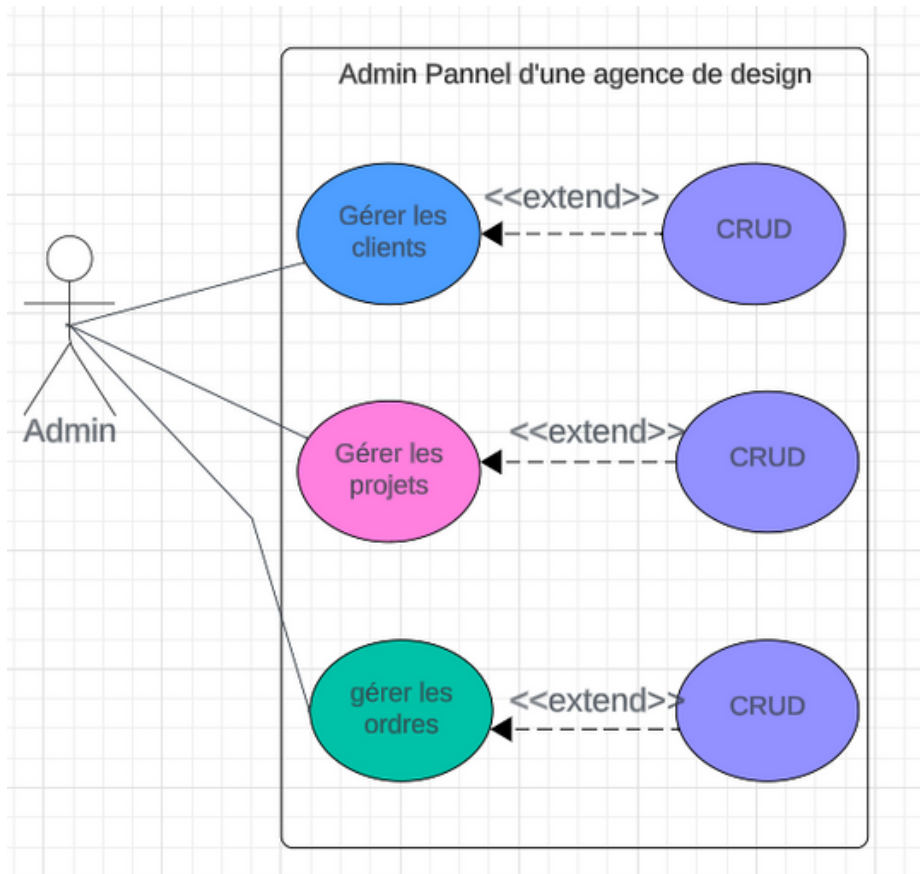 Admin Pannel d'une agence de design
Gérer les
clients
<<extend>>
CRUD
Admin
Gérer les
projets
<<extend>>
CRUD
gérer les
ordres
<<extend>>
CRUD